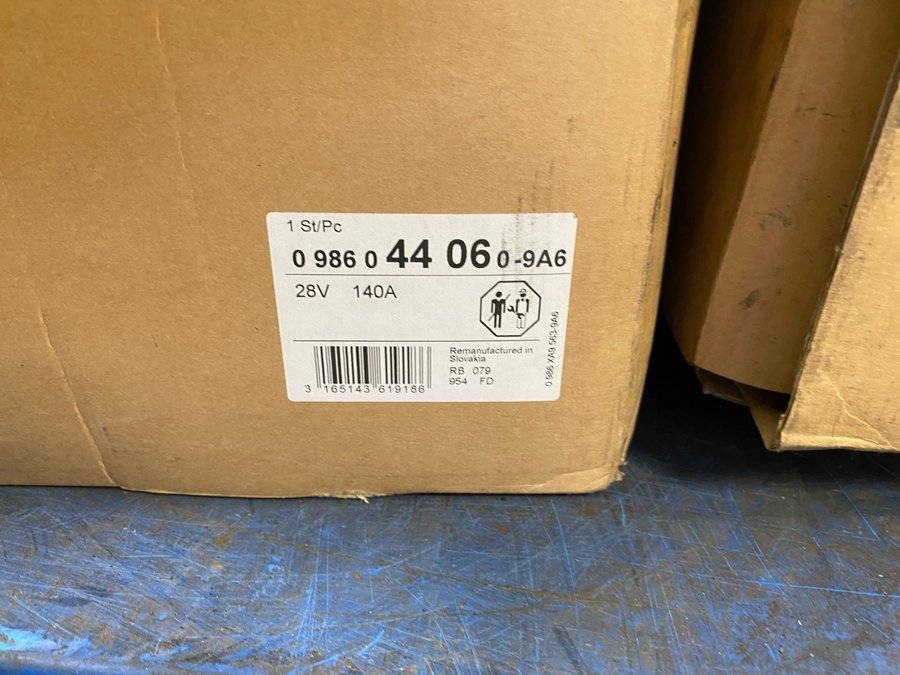 1 St/Pc
0 986 0 44 06 0-9A6
28V 140A
Remanufactured in
Slovakia
RB 079
954 FD
3 165143 619186
0 986 XA9 563-9A6